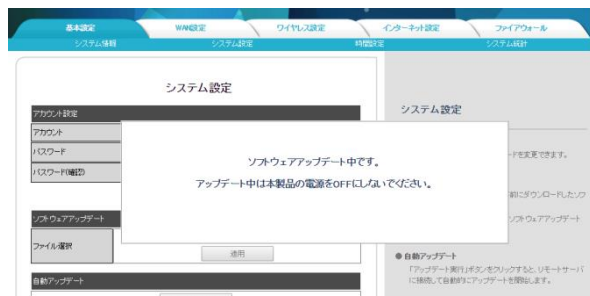 基本設定 WAN設定 ワイヤレス設定 インターネット設定 ファイアウォール
システム情報 システム設定 時間設定 システム統計
システム設定
アカウント設定
アカウント
パスワード
パスワード(確認)
ソフトウェアアップデート
ファイル選択
適用
自動アップデート
ソフトウェアアップデート中です。
アップデート中は本製品の電源をOFFにしないでください。
システム設定
ードを変更できます。
前にダウンロードしたソフ
ソフトウェアアップデート
● 自動アップデート
「アップデート実行」ボタンをクリックすると、リモートサーバ
に接続して自動的にアップデートを開始します。